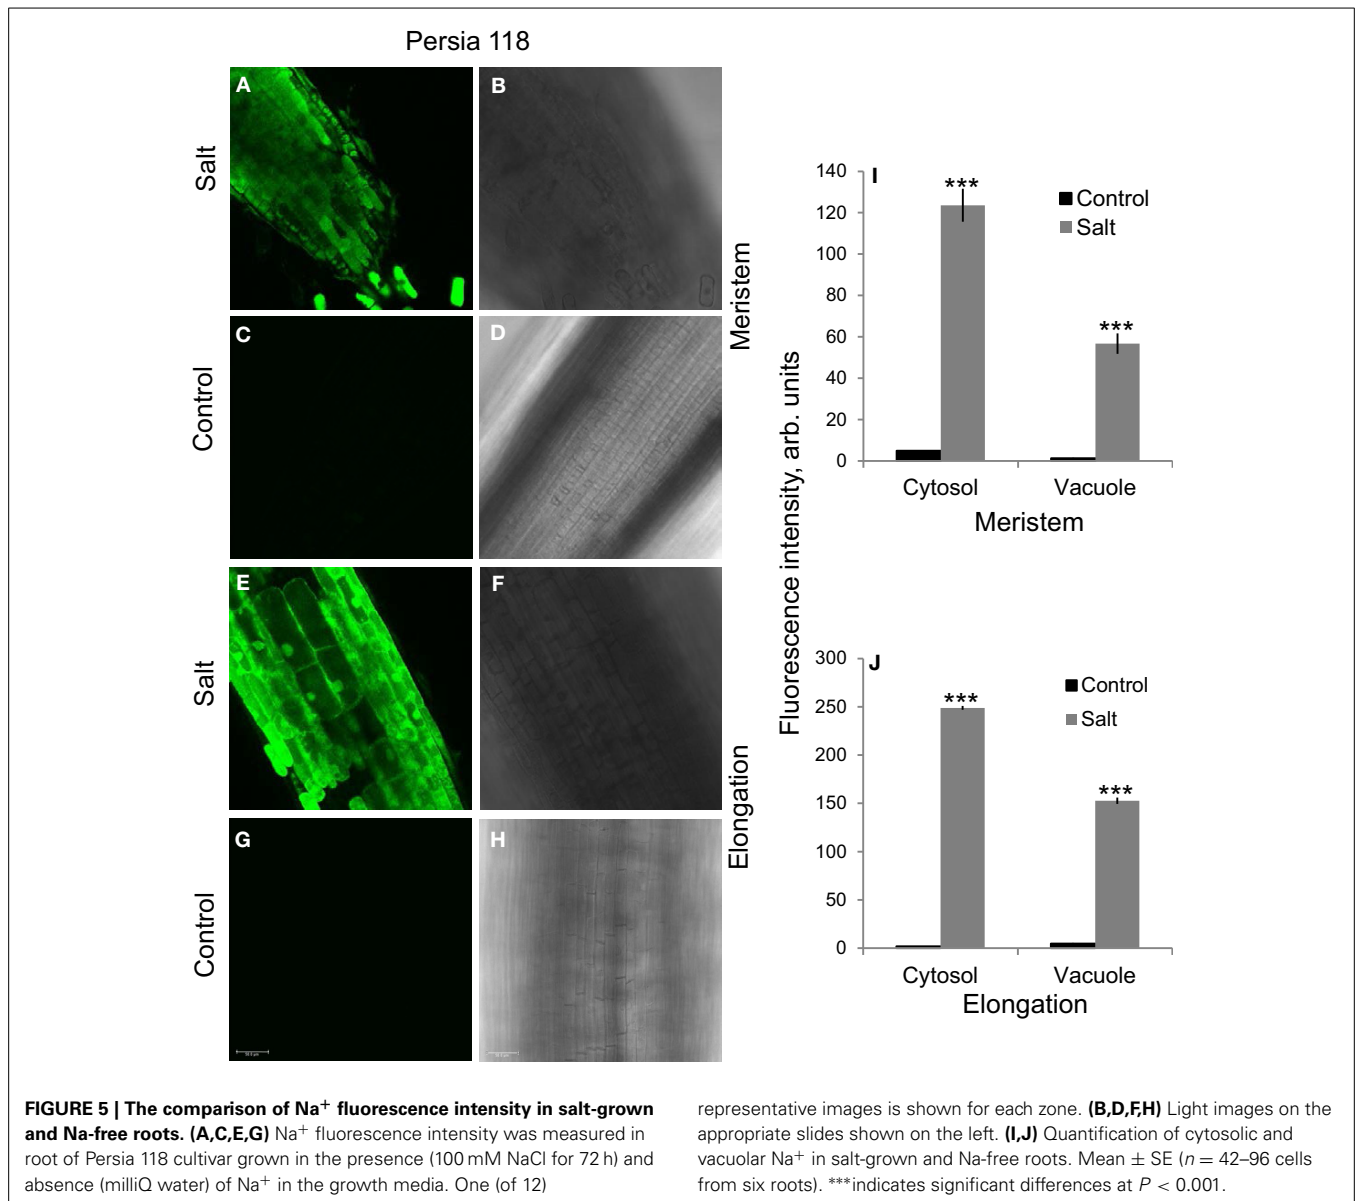 Persia 118
A
B
Salt
C
D
Control
Meristem
E
F
Salt
G
H
Control
Elongation
Fluorescence intensity, arb. units
I
140
120
100
80
60
40
20
0
***
***
Control
Salt
Cytosol
Vacuole
Meristem
J
300
250
200
150
100
50
0
***
***
Control
Salt
Cytosol
Vacuole
Elongation
FIGURE 5 | The comparison of Na+ fluorescence intensity in salt-grown
and Na-free roots. (A,C,E,G) Na+ fluorescence intensity was measured in
root of Persia 118 cultivar grown in the presence (100 mM NaCl for 72 h) and
absence (milliQ water) of Na+ in the growth media. One (of 12)
representative images is shown for each zone. (B,D,F,H) Light images on the
appropriate slides shown on the left. (I,J) Quantification of cytosolic and
vacuolar Na+ in salt-grown and Na-free roots. Mean ± SE (n = 42–96 cells
from six roots). ***indicates significant differences at P < 0.001.